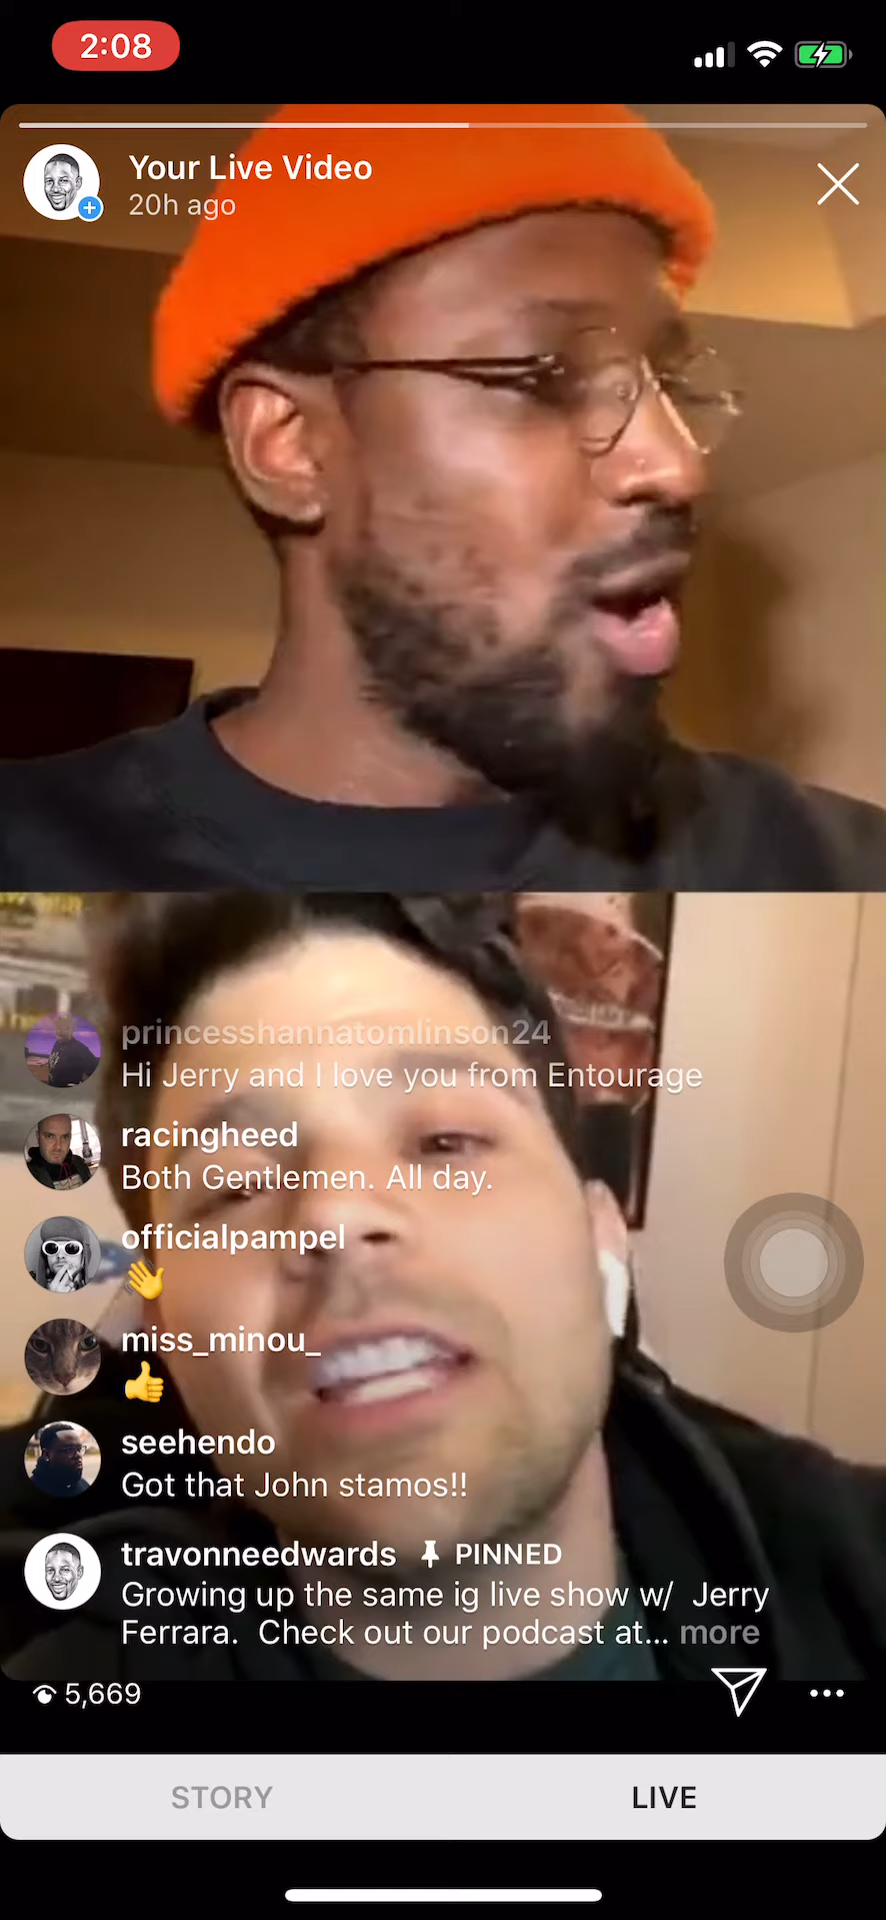 2:08
Your Live Video
20h ago
princesshannatomlinson24
Hi Jerry and I love you from Entourage
racingheed
Both Gentlemen. All day.
officialpampel
👋
miss_minou_
👍
seehendo
Got that John stamos!!
travonneedwards PINNED
Growing up the same ig live show w/ Jerry
Ferrara. Check out our podcast at... more
5,669
STORY LIVE